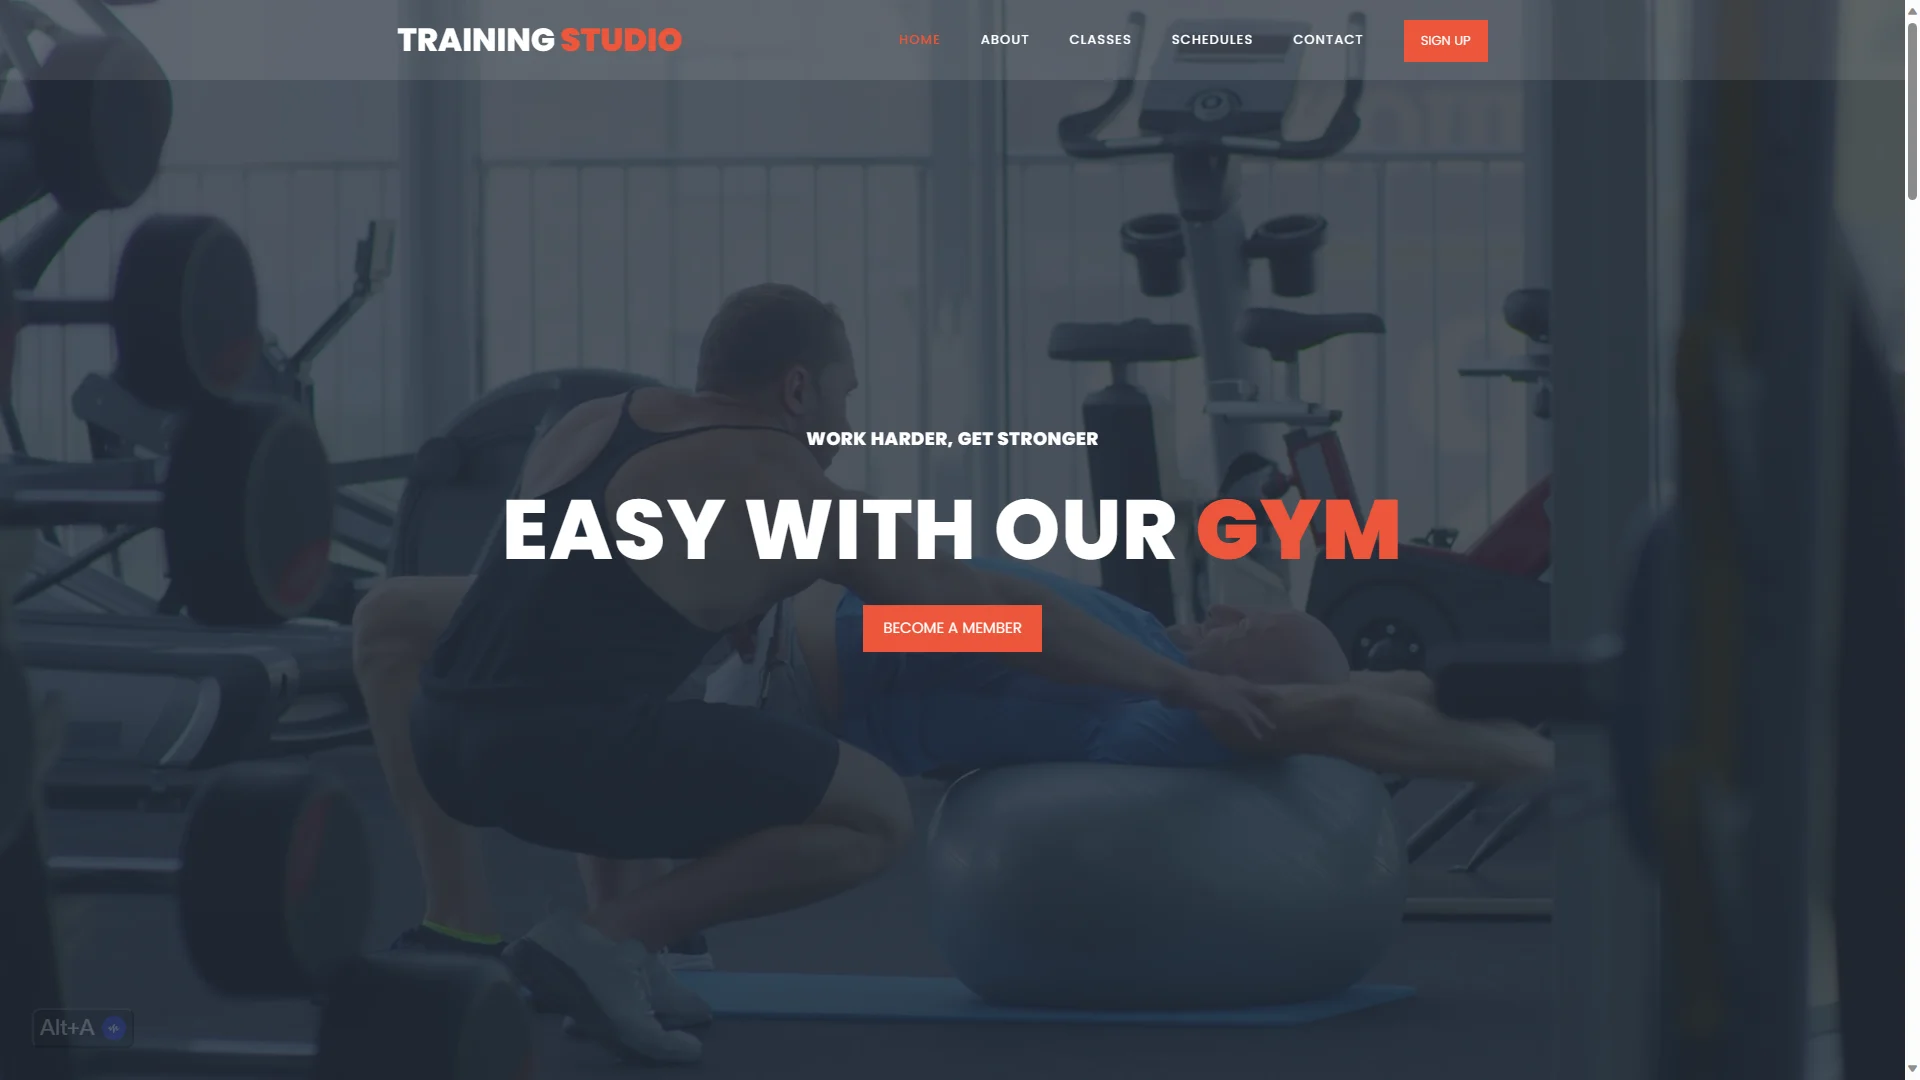 TRAINING STUDIO
HOME ABOUT CLASSES SCHEDULES CONTACT SIGN UP
WORK HARDER, GET STRONGER
EASY WITH OUR GYM
BECOME A MEMBER
Alt+A